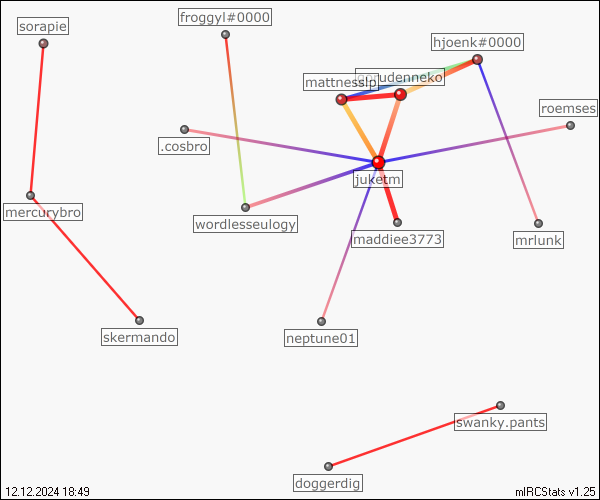 froggyl#0000
sorapie
hjoenk#0000
mattnesslp
roemses
.cosbro
juketm
mercurybro
wordlesseulogy
maddiee3773
mrlunk
skermando
neptune01
swanky.pants
doggerdig
12.12.2024 18:49
mIRCStats v1.25